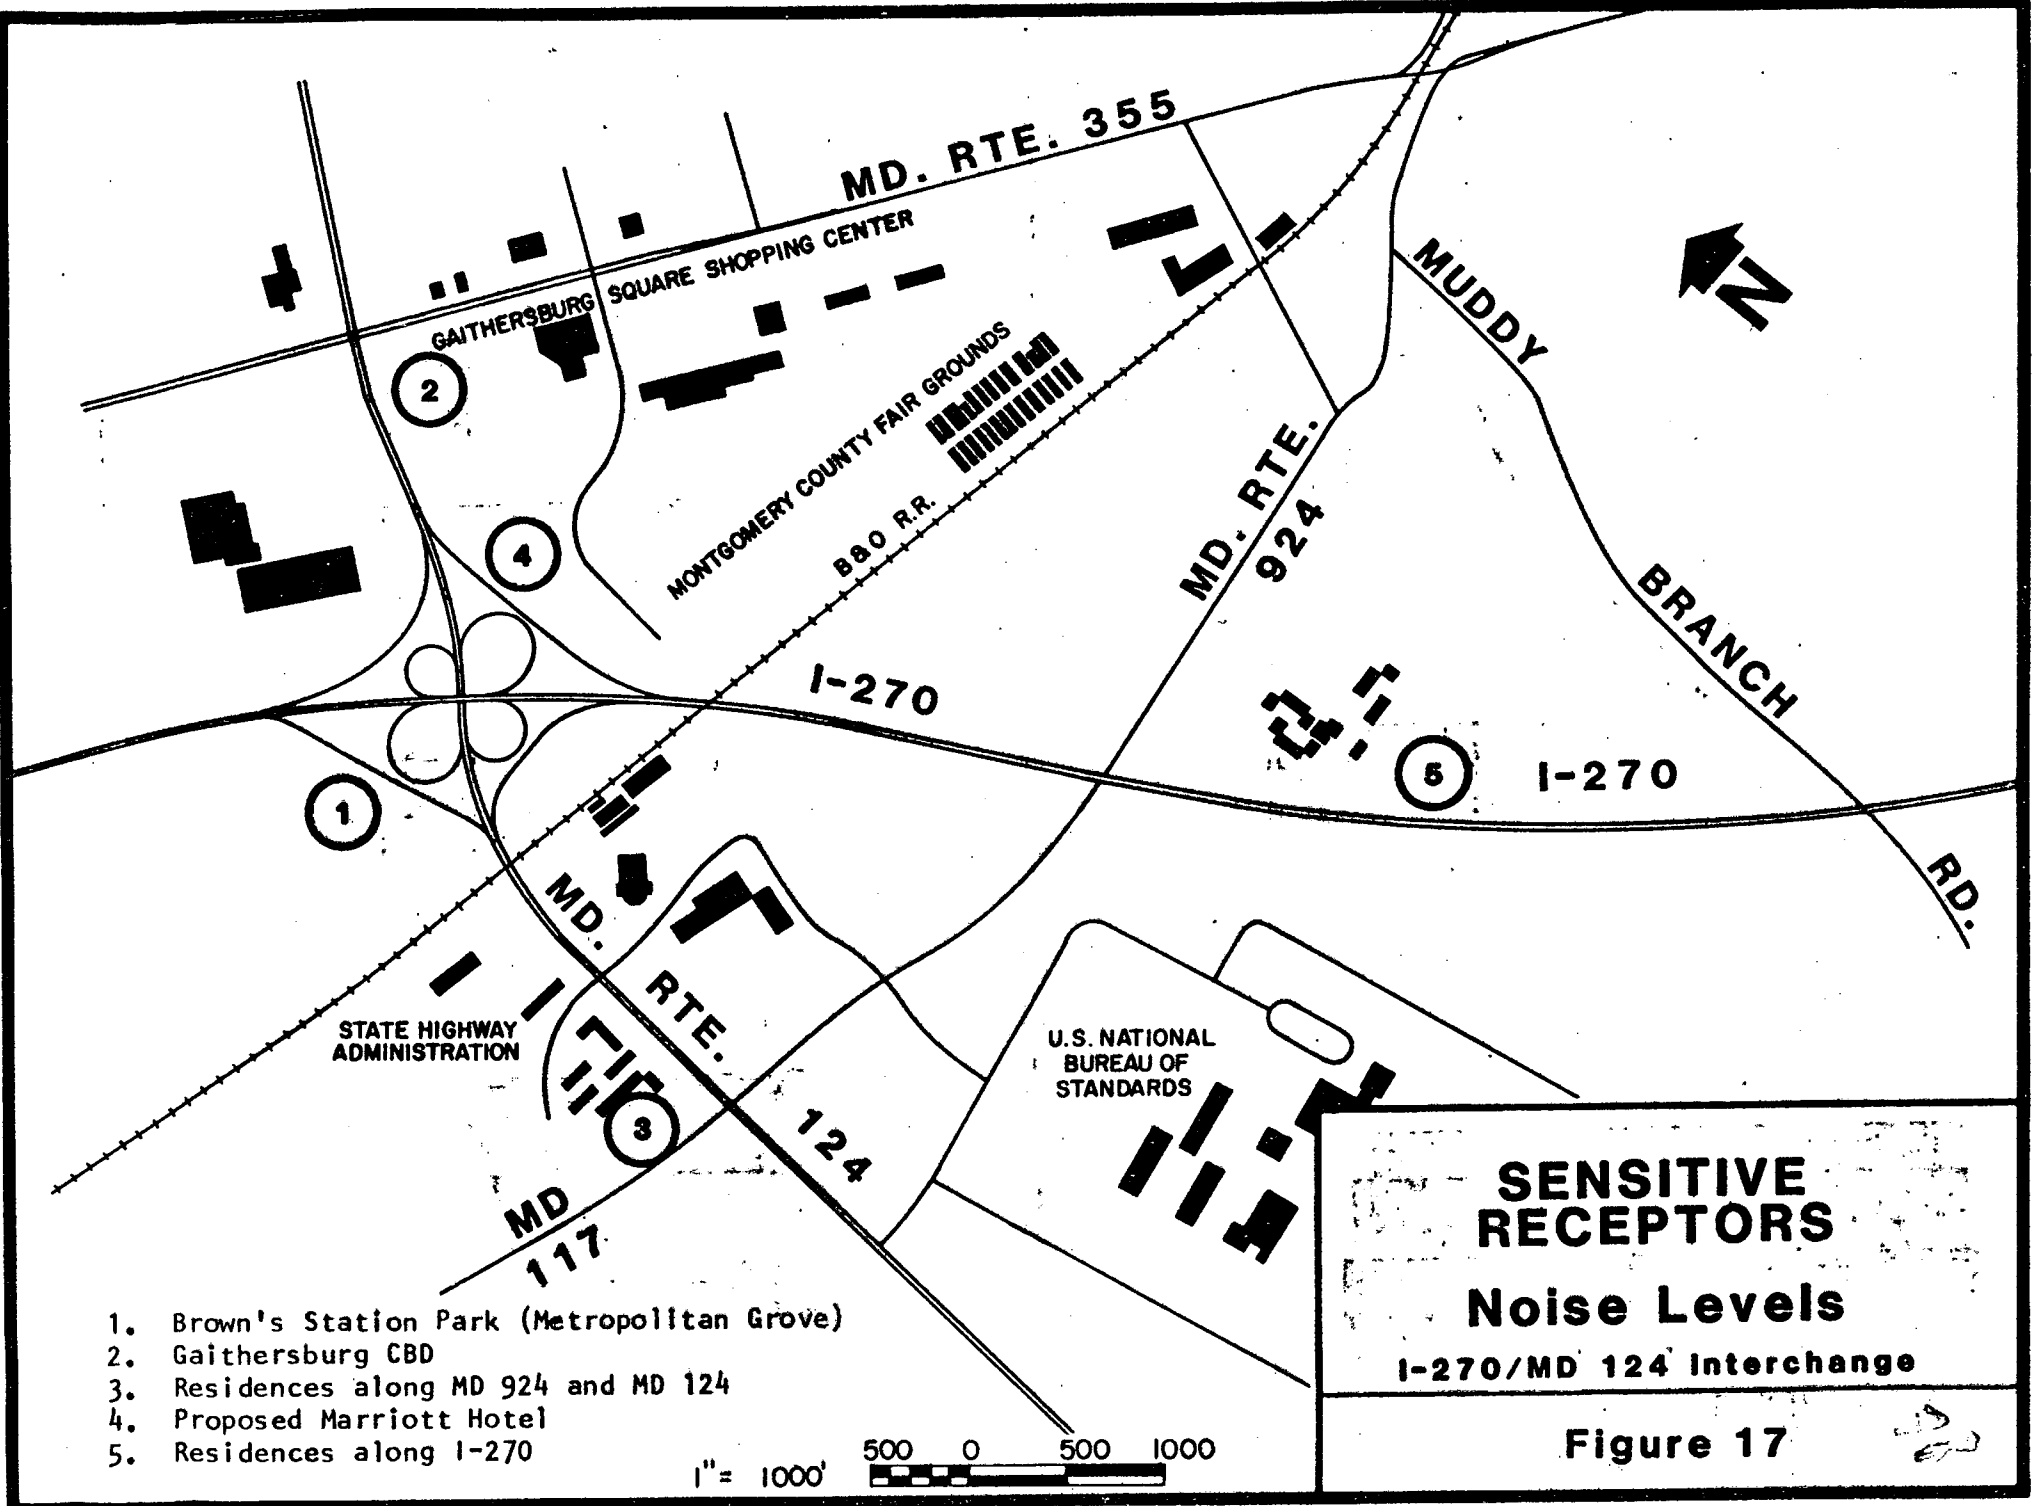 MD. RTE. 355
GAITHERSBURG SQUARE SHOPPING CENTER
N
MUDDY
BRANCH
RD.
2
MONTGOMERY COUNTY FAIR GROUNDS
B&O R.R.
MD. RTE.
924
4
I-270
5
I-270
1
MD.
RTE.
124
STATE HIGHWAY
ADMINISTRATION
3
MD
117
U.S. NATIONAL
BUREAU OF
STANDARDS
SENSITIVE
RECEPTORS
Noise Levels
I-270/MD 124 Interchange
Figure 17
1. Brown's Station Park (Metropolitan Grove)
2. Gaithersburg CBD
3. Residences along MD 924 and MD 124
4. Proposed Marriott Hotel
5. Residences along I-270
500 0 500 1000
1"= 1000'